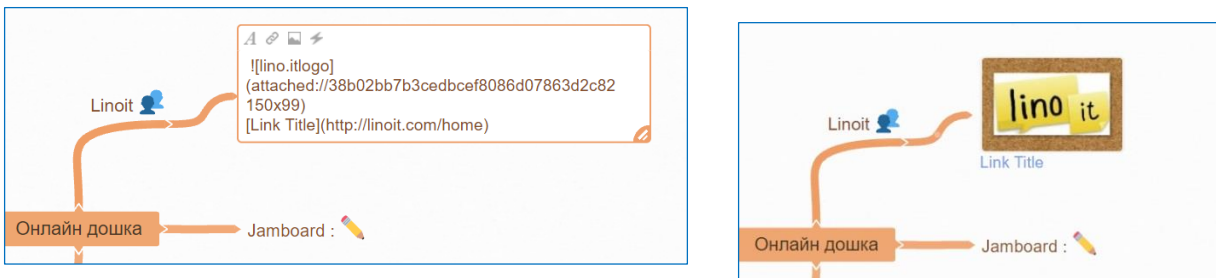 A
![lino.itlogo]
(attached://38b02bb7b3cedbcef8086d07863d2c82
150x99)
[Link Title](http://linoit.com/home)
Linoit
Онлайн дошка
Jamboard :
lino it
Linoit
Link Title
Онлайн дошка
Jamboard :